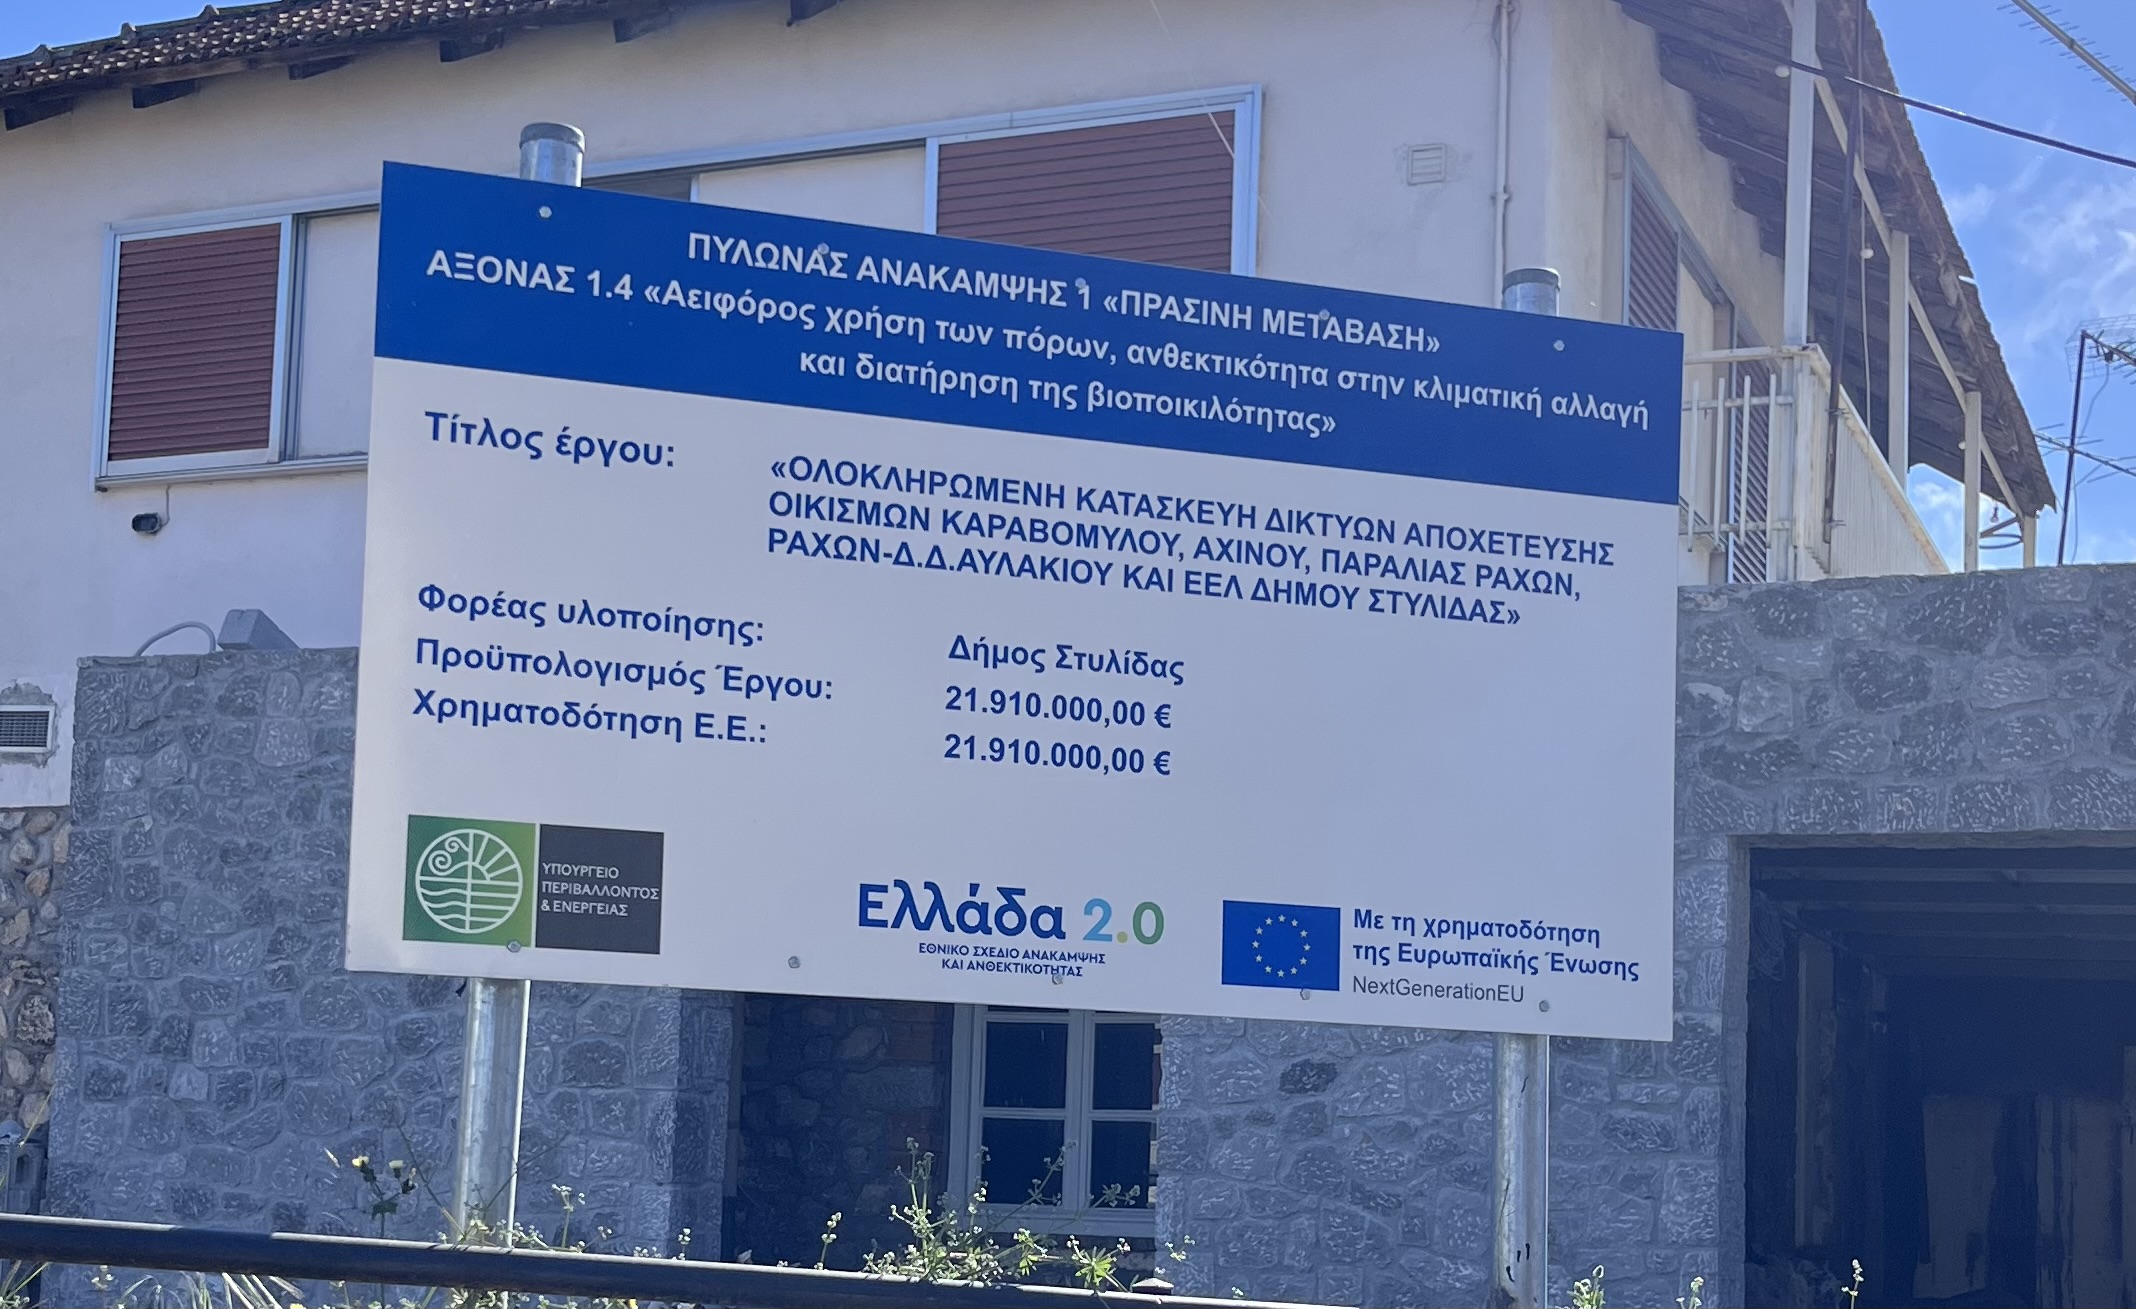 ΠΥΛΩΝΑΣ ΑΝΑΚΑΜΨΗΣ 1 «ΠΡΑΣΙΝΗ ΜΕΤΑΒΑΣΗ»
ΑΞΟΝΑΣ 1.4 «Αειφόρος χρήση των πόρων, ανθεκτικότητα στην κλιματική αλλαγή
και διατήρηση της βιοποικιλότητας»
Τίτλος έργου:
«ΟΛΟΚΛΗΡΩΜΕΝΗ ΚΑΤΑΣΚΕΥΗ ΔΙΚΤΥΩΝ ΑΠΟΧΕΤΕΥΣΗΣ
ΟΙΚΙΣΜΩΝ ΚΑΡΑΒΟΜΥΛΟΥ, ΑΧΙΝΟΥ, ΠΑΡΑΛΙΑΣ ΡΑΧΩΝ,
ΡΑΧΩΝ-Δ.Δ.ΑΥΛΑΚΙΟΥ ΚΑΙ ΕΕΛ ΔΗΜΟΥ ΣΤΥΛΙΔΑΣ»
Φορέας υλοποίησης: Δήμος Στυλίδας
Προϋπολογισμός Έργου: 21.910.000,00 €
Χρηματοδότηση Ε.Ε.: 21.910.000,00 €
ΥΠΟΥΡΓΕΙΟ
ΠΕΡΙΒΑΛΛΟΝΤΟΣ
& ΕΝΕΡΓΕΙΑΣ
Ελλάδα 2.0
ΕΘΝΙΚΟ ΣΧΕΔΙΟ ΑΝΑΚΑΜΨΗΣ
ΚΑΙ ΑΝΘΕΚΤΙΚΟΤΗΤΑΣ
Με τη χρηματοδότηση
της Ευρωπαϊκής Ένωσης
NextGenerationEU